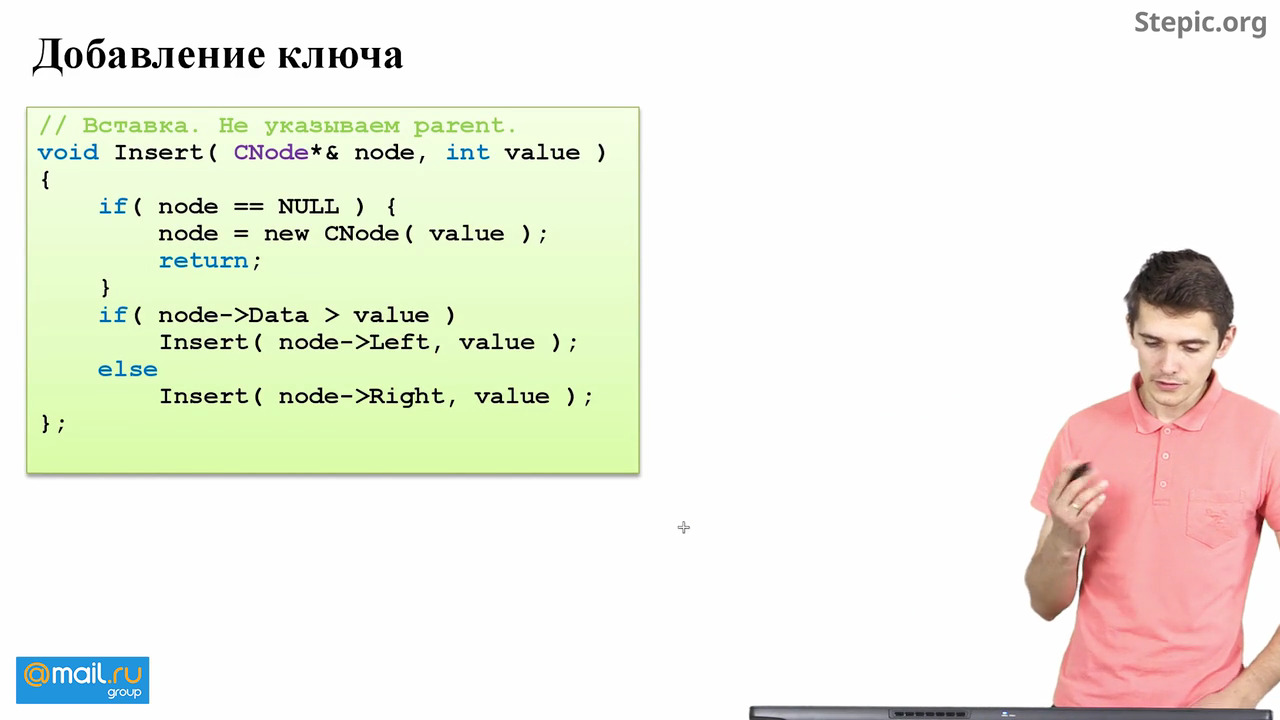 Stepic.org
Добавление ключа
// Вставка. Не указываем parent.
void Insert( CNode*& node, int value )
{
    if( node == NULL ) {
        node = new CNode( value );
        return;
    }
    if( node->Data > value )
        Insert( node->Left, value );
    else
        Insert( node->Right, value );
};
@mail.ru
group